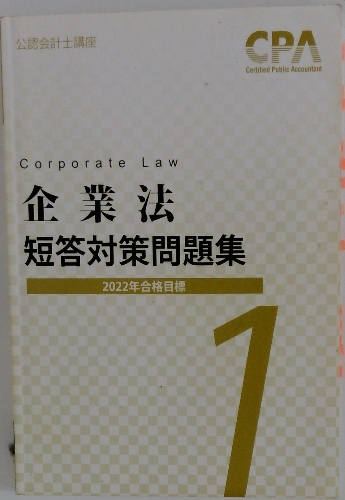 公認会計士講座
CPA
Certified Public Accountant
Corporate Law
企業法
短答対策問題集
2022年合格目標
1